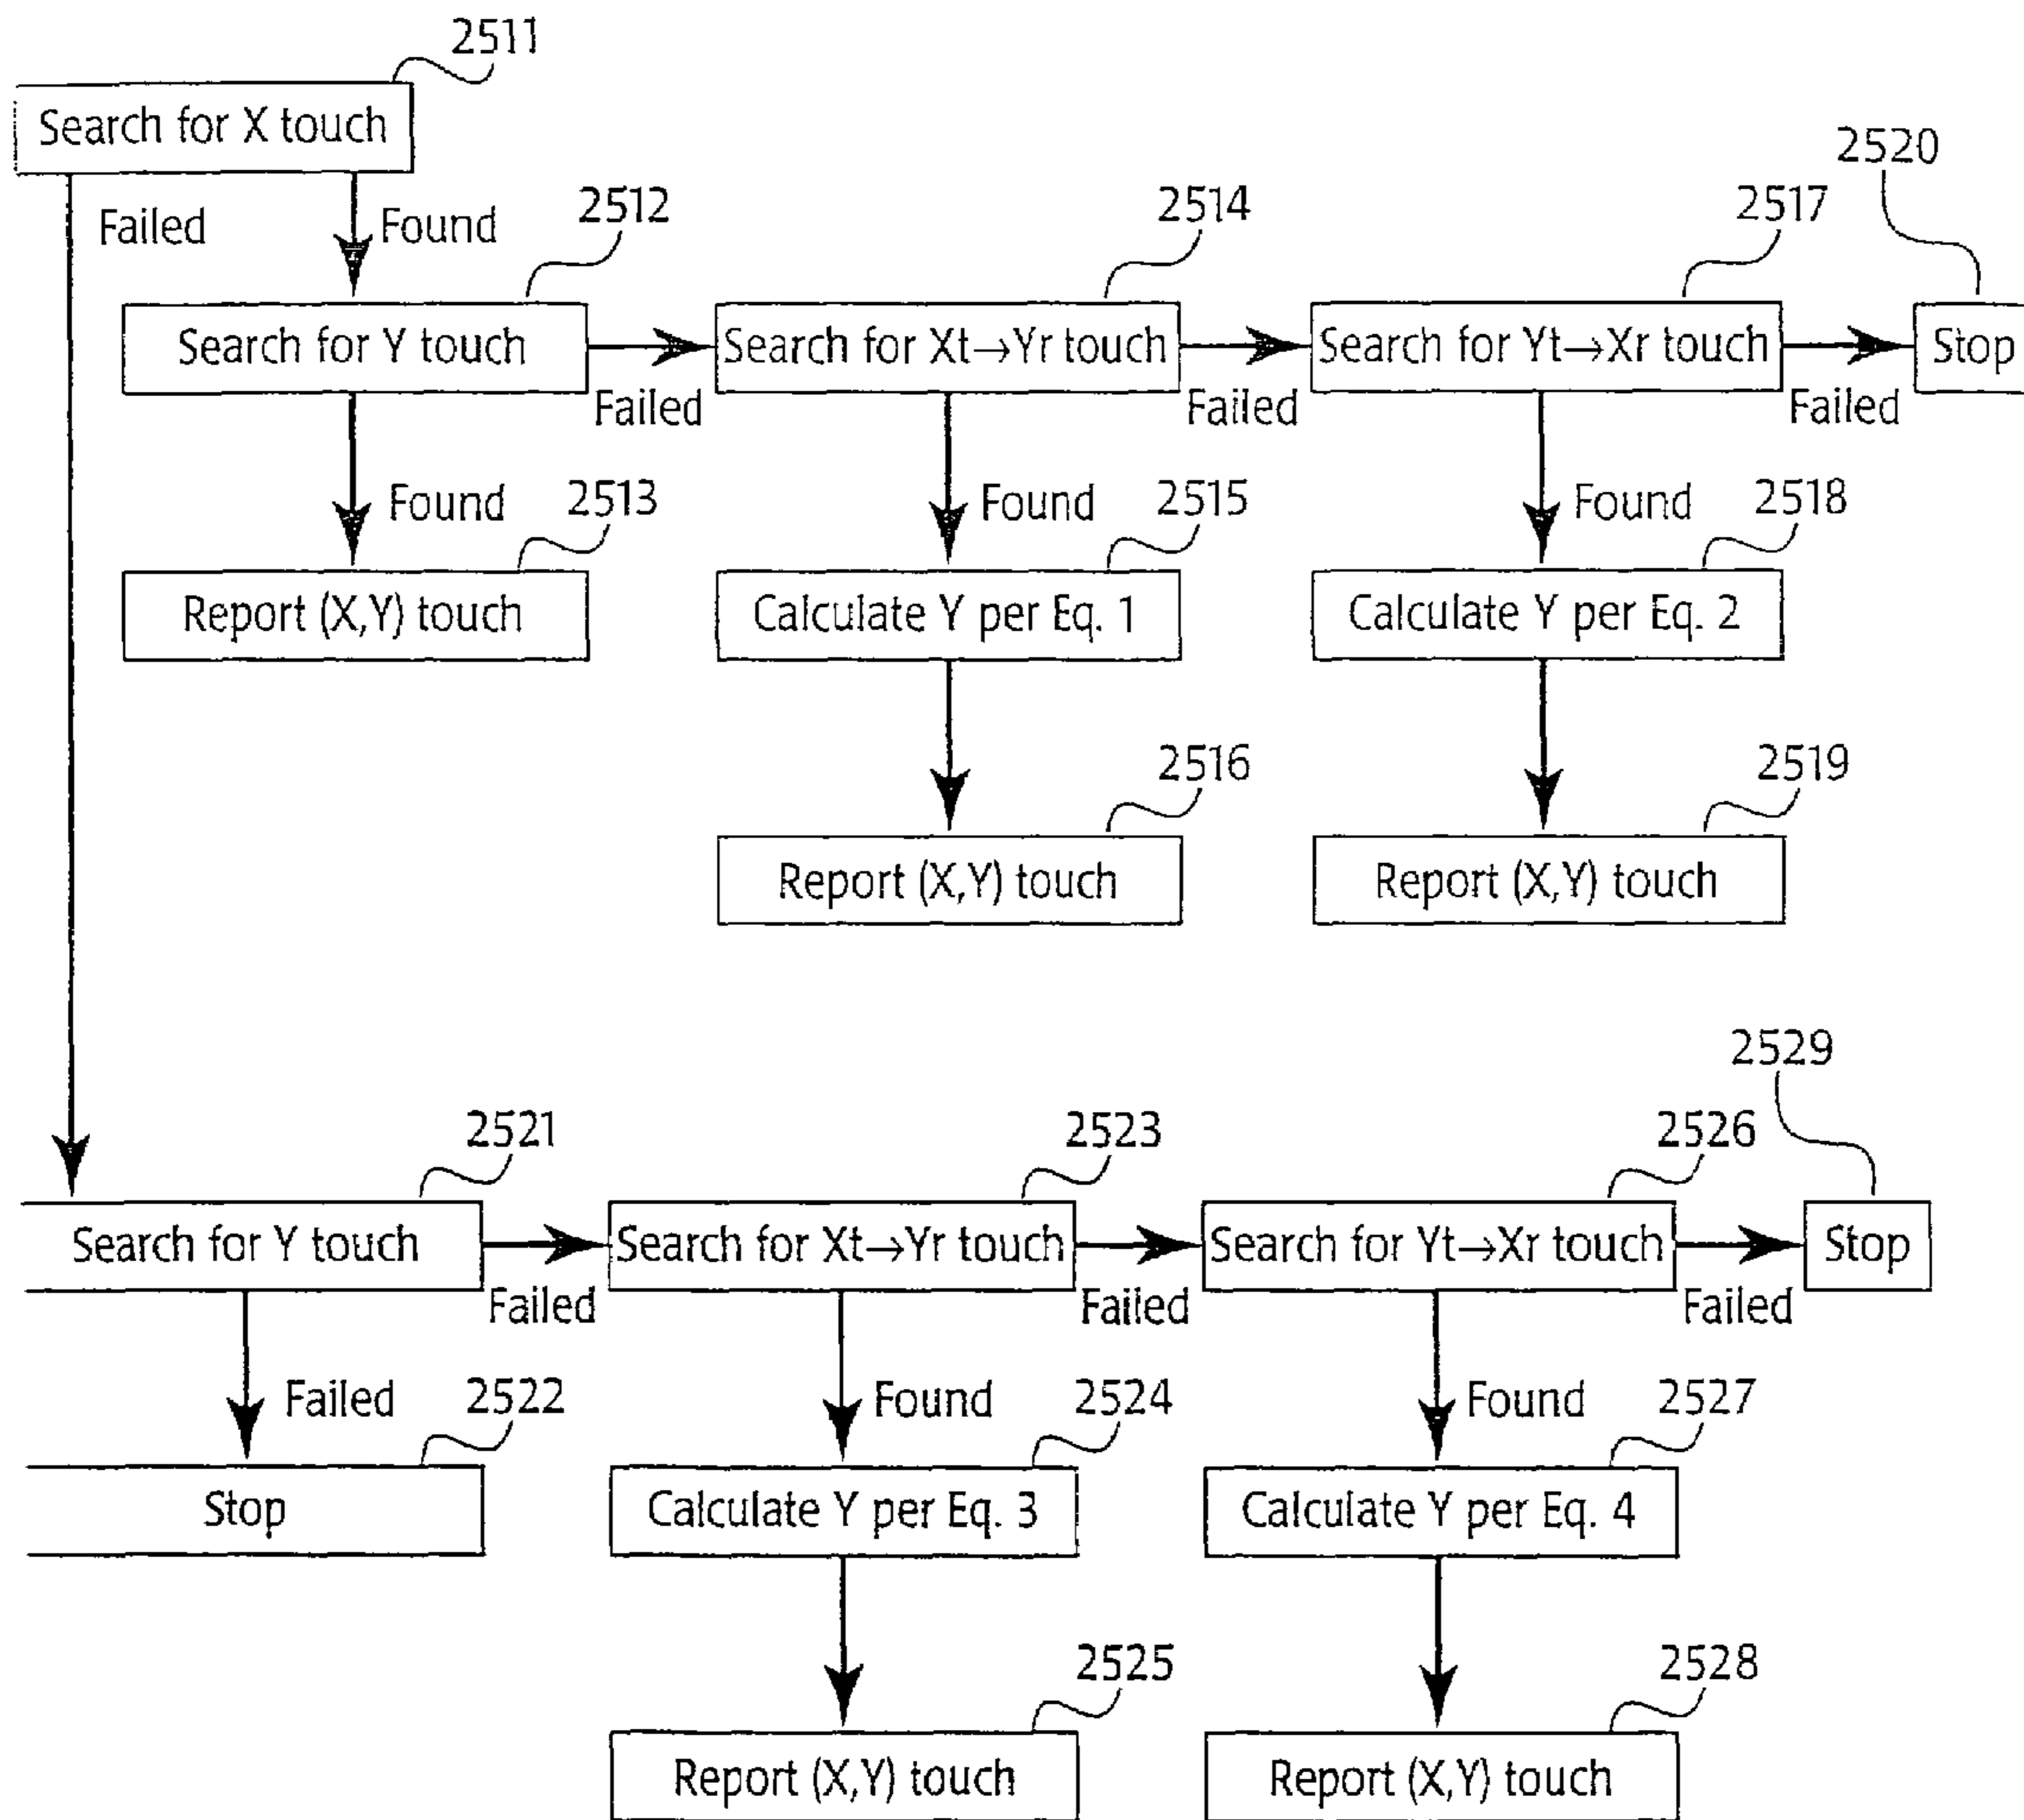 2511
Search for X touch
2520
Failed
Found
2512
2514
2517
Search for Y touch
Search for Xt→Yr touch
Search for Yt→Xr touch
Stop
Failed
Failed
Failed
Found
2513
Found
2515
Found
2518
Report (X,Y) touch
Calculate Y per Eq. 1
Calculate Y per Eq. 2
2516
2519
Report (X,Y) touch
Report (X,Y) touch
2529
2521
2523
2526
Search for Y touch
Search for Xt→Yr touch
Search for Yt→Xr touch
Stop
Failed
Failed
Failed
Failed
2522
Found
2524
Found
2527
Stop
Calculate Y per Eq. 3
Calculate Y per Eq. 4
2525
2528
Report (X,Y) touch
Report (X,Y) touch